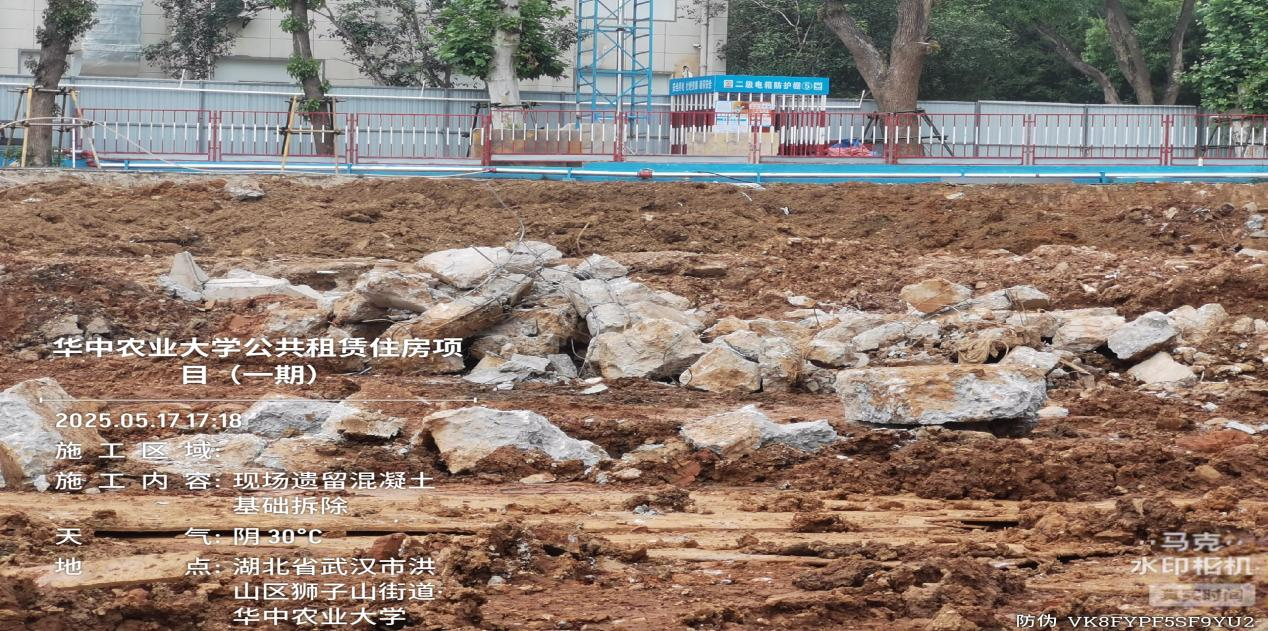 二级电箱防护棚
华中农业大学公共租赁住房项
目（一期）
2025.05.17 17:18
施工区域:
施工内容: 现场遗留混凝土
基础拆除
天气: 阴 30°C
地点: 湖北省武汉市洪
山区狮子山街道·
华中农业大学
马克
水印相机
真实时间
防伪 VK8FYPF5SF9YU2